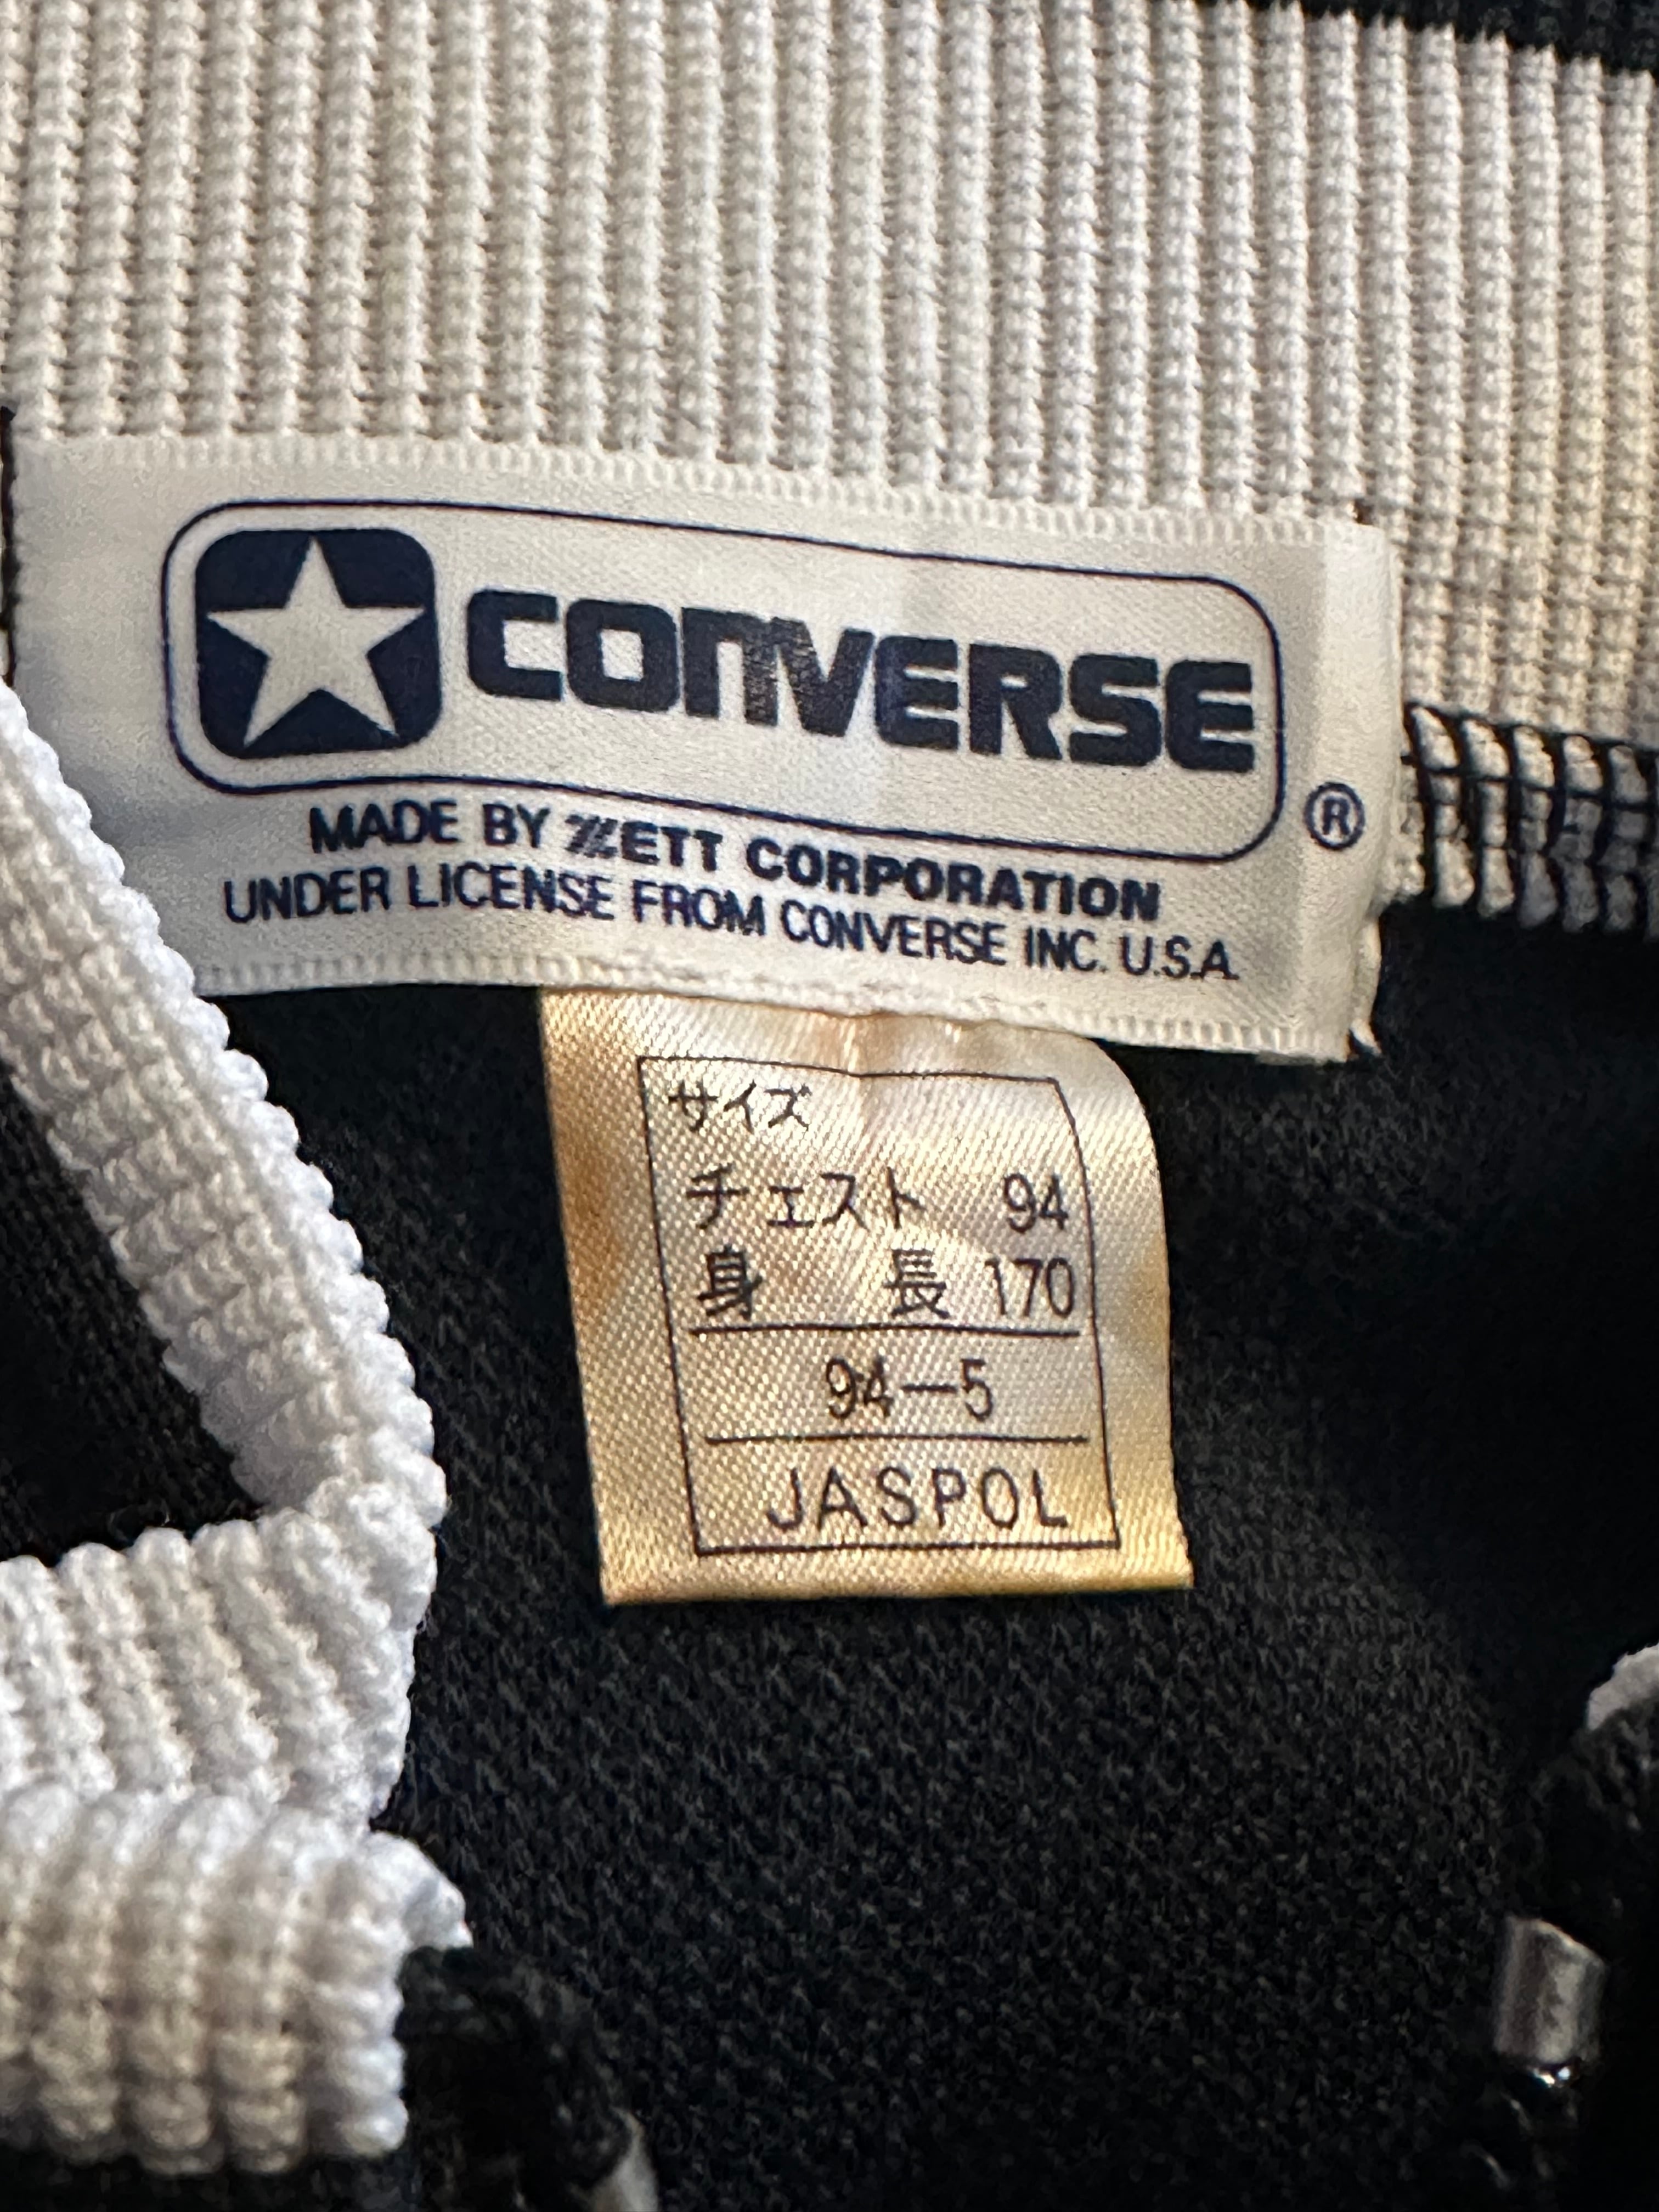 CONVERSE
®
MADE BY ZETT CORPORATION
UNDER LICENSE FROM CONVERSE INC. U.S.A.
サイズ
チェスト 94
身長 170
94-5
JASPOL